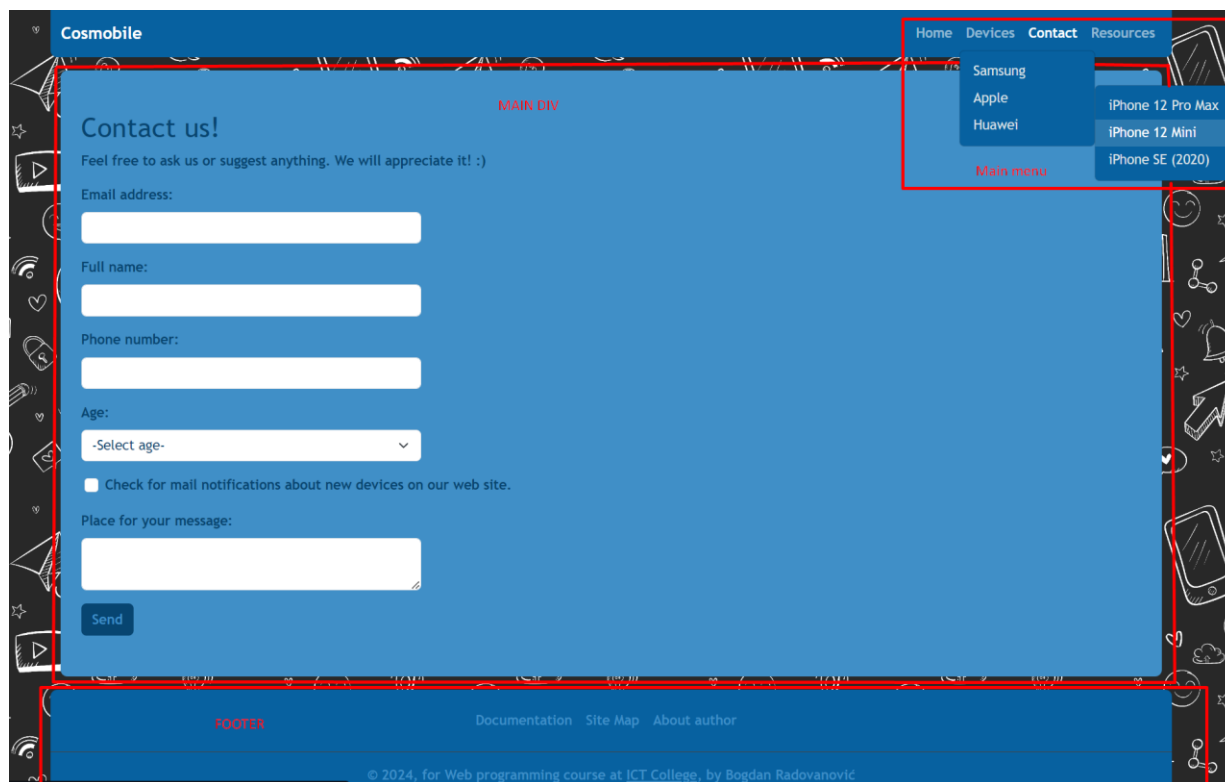 Cosmobile
Home Devices Contact Resources
Samsung
Apple
Huawei
iPhone 12 Pro Max
iPhone 12 Mini
iPhone SE (2020)
Main menu
MAIN DIV
Contact us!
Feel free to ask us or suggest anything. We will appreciate it! :)
Email address:
Full name:
Phone number:
Age:
-Select age-
Check for mail notifications about new devices on our web site.
Place for your message:
Send
FOOTER
Documentation Site Map About author
© 2024, for Web programming course at ICT College, by Bogdan Radovanović